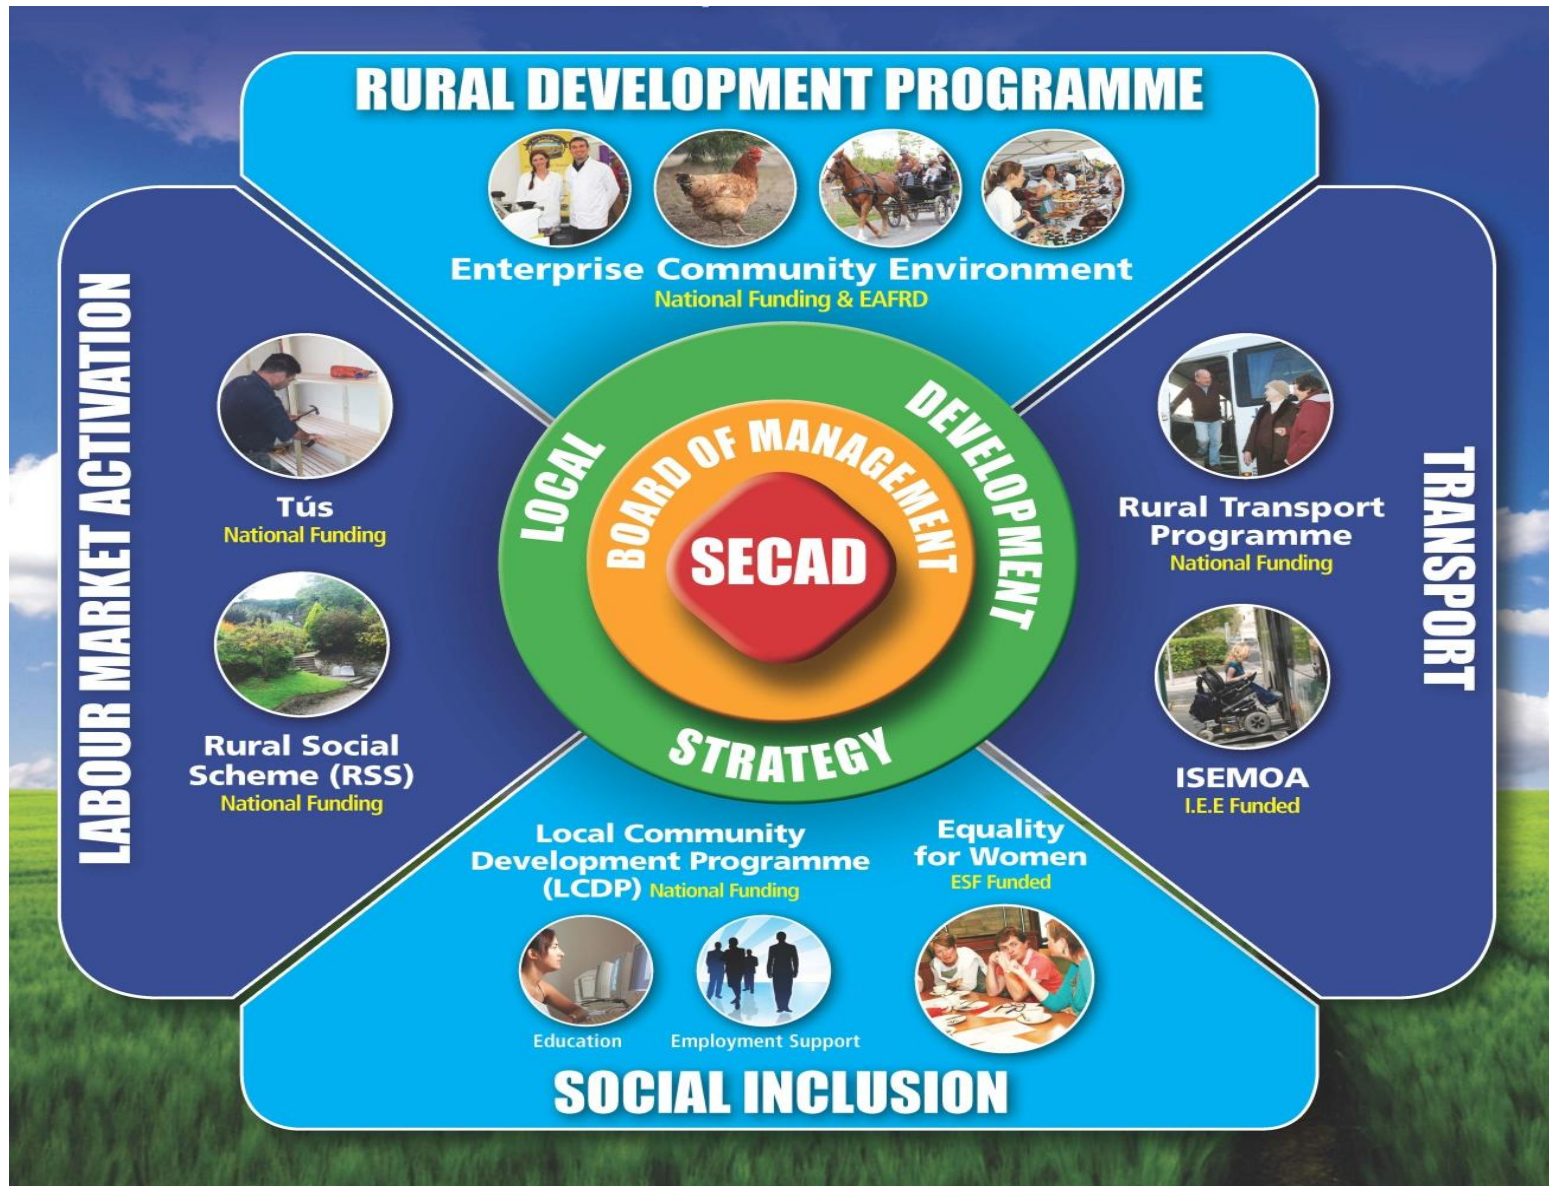 RURAL DEVELOPMENT PROGRAMME
Enterprise Community Environment
National Funding & EAFRD
LABOUR MARKET ACTIVATION
Tús
National Funding
Rural Social
Scheme (RSS)
National Funding
LOCAL
DEVELOPMENT
STRATEGY
BOARD OF MANAGEMENT
SECAD
TRANSPORT
Rural Transport
Programme
National Funding
ISEMOA
I.E.E Funded
Local Community
Development Programme
(LCDP) National Funding
Education
Employment Support
Equality
for Women
ESF Funded
SOCIAL INCLUSION